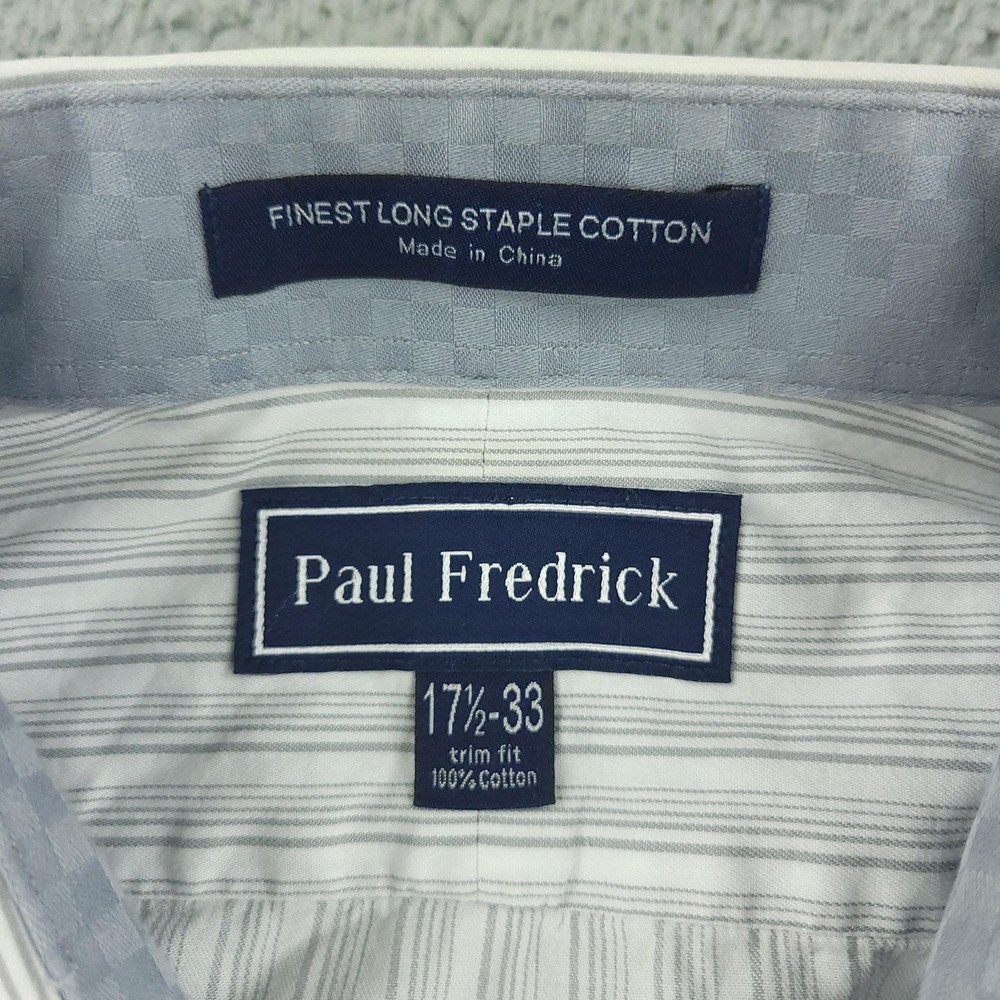 FINEST LONG STAPLE COTTON
Made in China
Paul Fredrick
17½-33
trim fit
100% Cotton